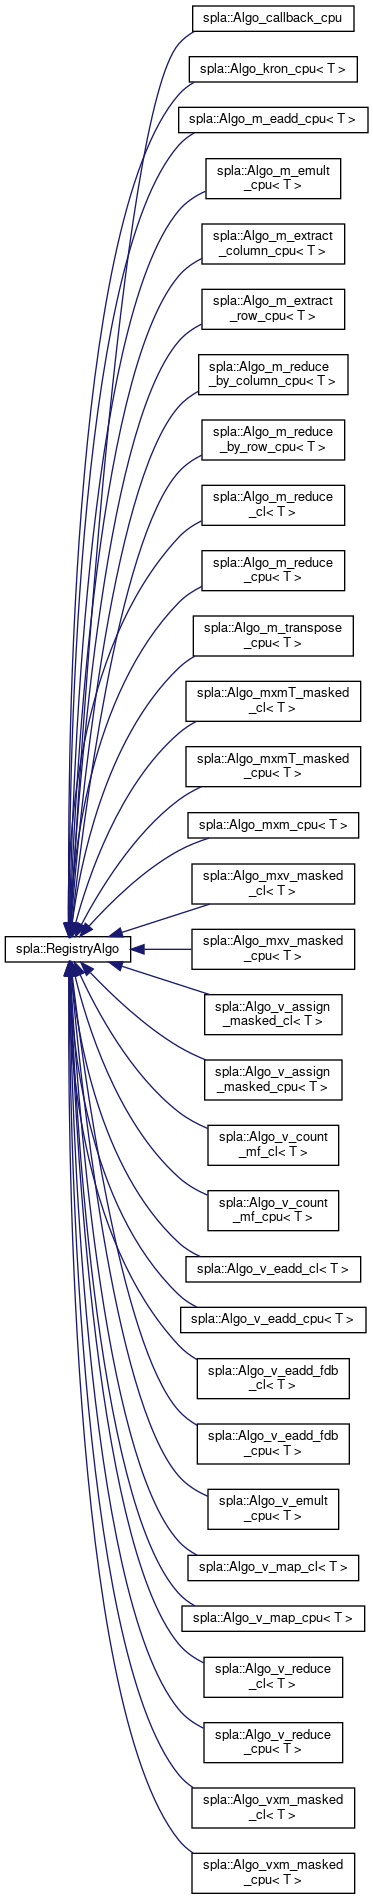 spla::Algo_callback_cpu
spla::Algo_kron_cpu< T >
spla::Algo_m_eadd_cpu< T >
spla::Algo_m_emult
_cpu< T >
spla::Algo_m_extract
_column_cpu< T >
spla::Algo_m_extract
_row_cpu< T >
spla::Algo_m_reduce
_by_column_cpu< T >
spla::Algo_m_reduce
_by_row_cpu< T >
spla::Algo_m_reduce
_cl< T >
spla::Algo_m_reduce
_cpu< T >
spla::Algo_m_transpose
_cpu< T >
spla::Algo_mxmT_masked
_cl< T >
spla::Algo_mxmT_masked
_cpu< T >
spla::Algo_mxm_cpu< T >
spla::Algo_mxv_masked
_cl< T >
spla::RegistryAlgo
spla::Algo_mxv_masked
_cpu< T >
spla::Algo_v_assign
_masked_cl< T >
spla::Algo_v_assign
_masked_cpu< T >
spla::Algo_v_count
_mf_cl< T >
spla::Algo_v_count
_mf_cpu< T >
spla::Algo_v_eadd_cl< T >
spla::Algo_v_eadd_cpu< T >
spla::Algo_v_eadd_fdb
_cl< T >
spla::Algo_v_eadd_fdb
_cpu< T >
spla::Algo_v_emult
_cpu< T >
spla::Algo_v_map_cl< T >
spla::Algo_v_map_cpu< T >
spla::Algo_v_reduce
_cl< T >
spla::Algo_v_reduce
_cpu< T >
spla::Algo_vxm_masked
_cl< T >
spla::Algo_vxm_masked
_cpu< T >